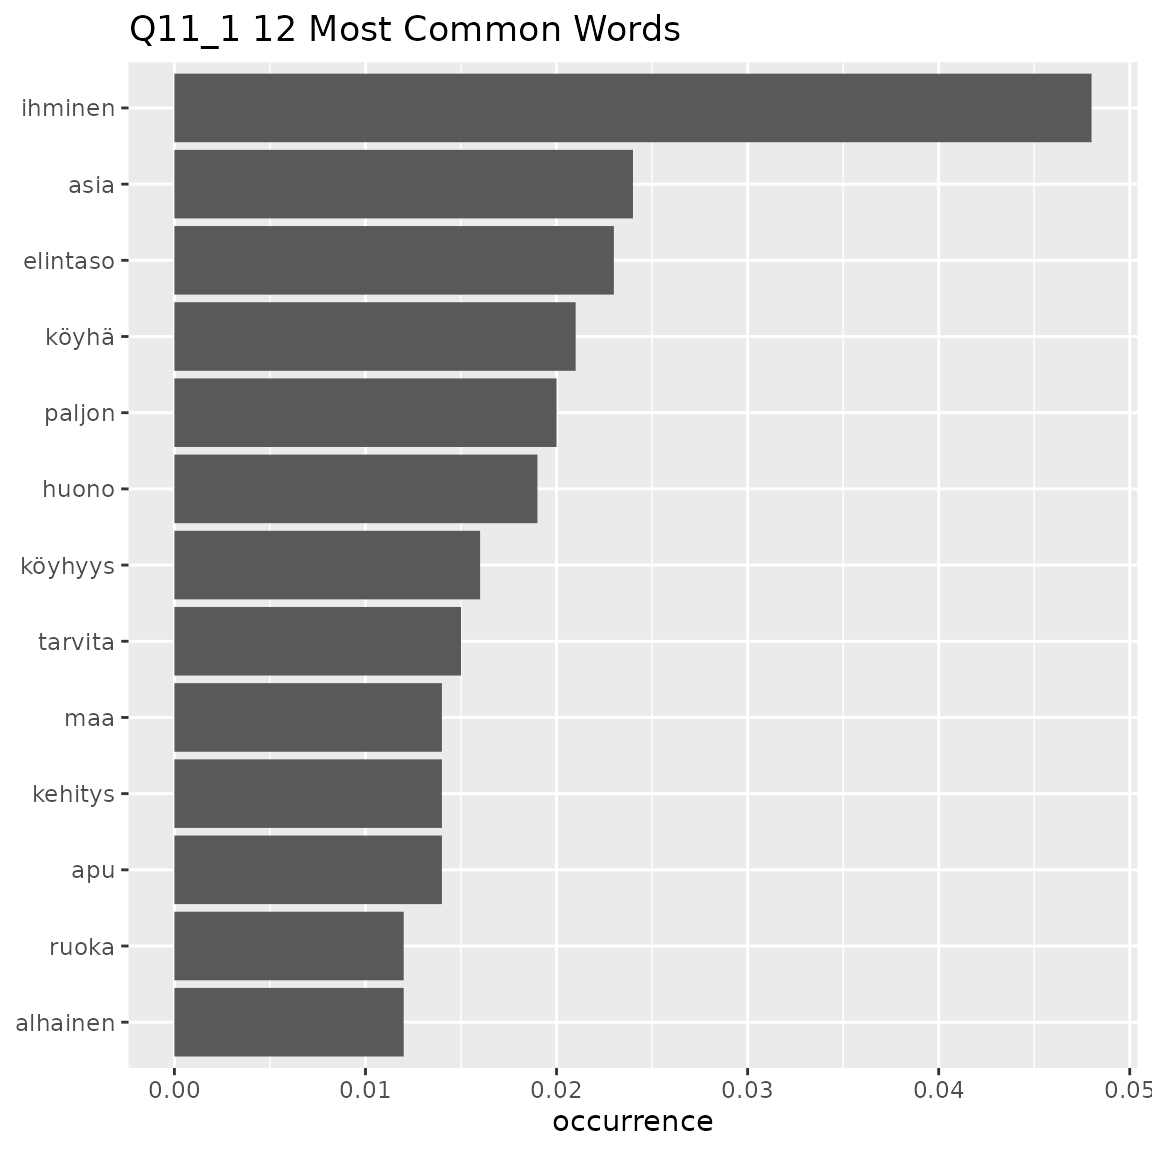 Q11_1 12 Most Common Words
ihminen
asia
elintaso
köyhä
paljon
huono
köyhyys
tarvita
maa
kehitys
apu
ruoka
alhainen
0.00 0.01 0.02 0.03 0.04 0.05
occurrence